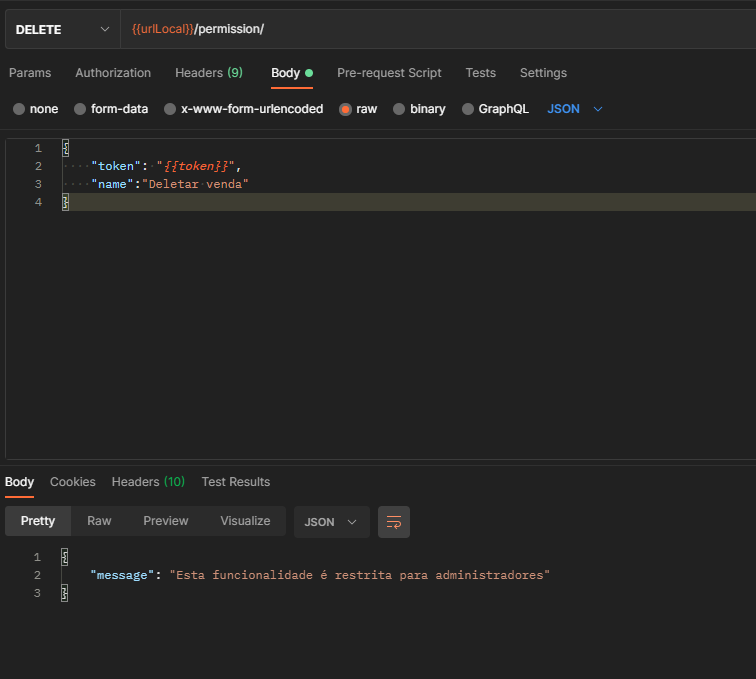 DELETE {{urlLocal}}/permission/
Params Authorization Headers (9) Body Pre-request Script Tests Settings
none form-data x-www-form-urlencoded raw binary GraphQL JSON
1 {
2 ····"token":·"{{token}}",
3 ····"name":"Deletar·venda"
4 }
Body Cookies Headers (10) Test Results
Pretty Raw Preview Visualize JSON
1 {
2 "message": "Esta funcionalidade é restrita para administradores"
3 }